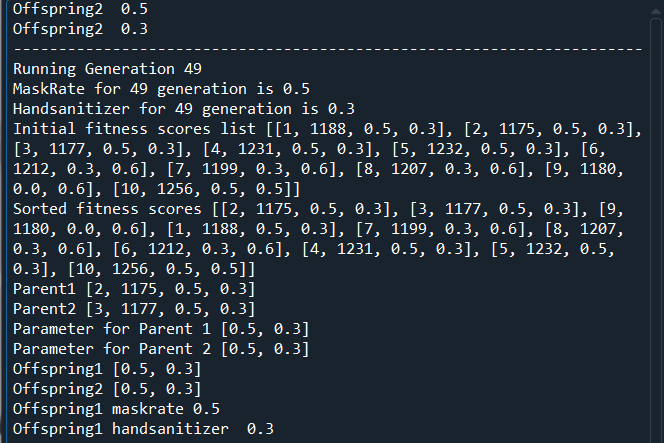 Offspring2  0.5
Offspring2  0.3
----------------------------------------------------------------
Running Generation 49
MaskRate for 49 generation is 0.5
Handsanitizer for 49 generation is 0.3
Initial fitness scores list [[1, 1188, 0.5, 0.3], [2, 1175, 0.5, 0.3],
[3, 1177, 0.5, 0.3], [4, 1231, 0.5, 0.3], [5, 1232, 0.5, 0.3], [6,
1212, 0.3, 0.6], [7, 1199, 0.3, 0.6], [8, 1207, 0.3, 0.6], [9, 1180,
0.0, 0.6], [10, 1256, 0.5, 0.5]]
Sorted fitness scores [[2, 1175, 0.5, 0.3], [3, 1177, 0.5, 0.3], [9,
1180, 0.0, 0.6], [1, 1188, 0.5, 0.3], [7, 1199, 0.3, 0.6], [8, 1207,
0.3, 0.6], [6, 1212, 0.3, 0.6], [4, 1231, 0.5, 0.3], [5, 1232, 0.5,
0.3], [10, 1256, 0.5, 0.5]]
Parent1 [2, 1175, 0.5, 0.3]
Parent2 [3, 1177, 0.5, 0.3]
Parameter for Parent 1 [0.5, 0.3]
Parameter for Parent 2 [0.5, 0.3]
Offspring1 [0.5, 0.3]
Offspring2 [0.5, 0.3]
Offspring1 maskrate 0.5
Offspring1 handsanitizer  0.3